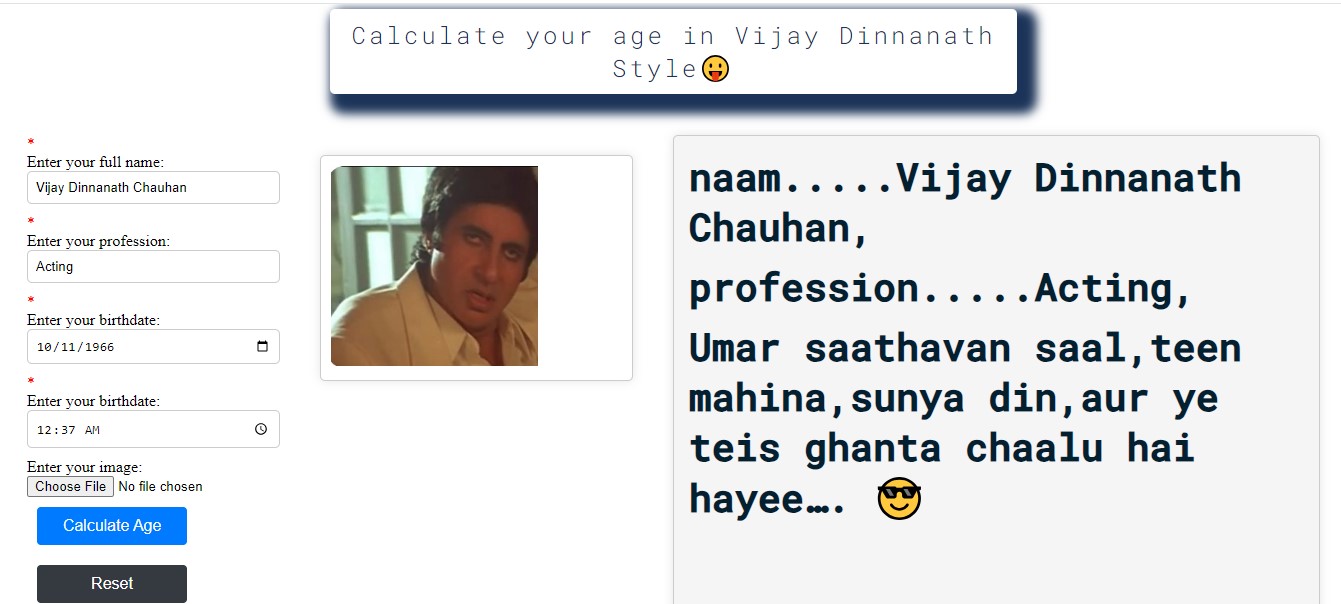 Calculate your age in Vijay Dinnanath
Style😛
*
Enter your full name:
Vijay Dinnanath Chauhan
*
Enter your profession:
Acting
*
Enter your birthdate:
10/11/1966
*
Enter your birthdate:
12:37 AM
Enter your image:
Choose File No file chosen
Calculate Age
Reset
naam.....Vijay Dinnanath
Chauhan,
profession.....Acting,
Umar saathavan saal,teen
mahina,sunya din,aur ye
teis ghanta chaalu hai
hayee…. 😎